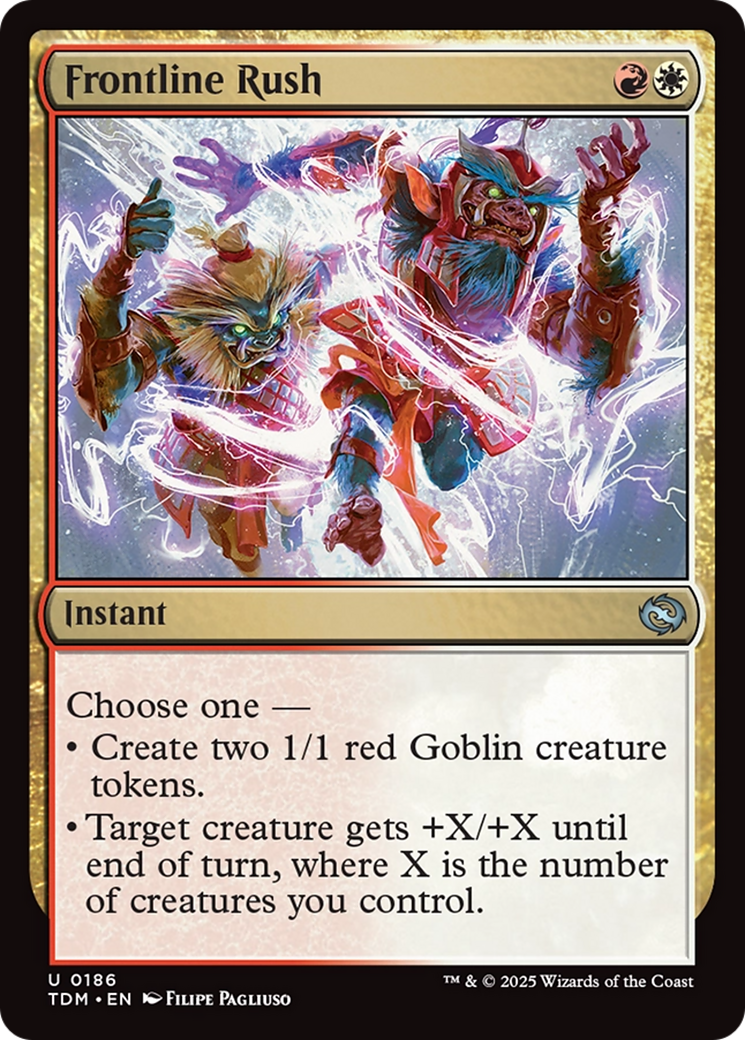 Frontline Rush
Instant
Choose one —
• Create two 1/1 red Goblin creature
tokens.
• Target creature gets +X/+X until
end of turn, where X is the number
of creatures you control.
U 0186
TDM • EN Filipe Pagliuso
™ & © 2025 Wizards of the Coast